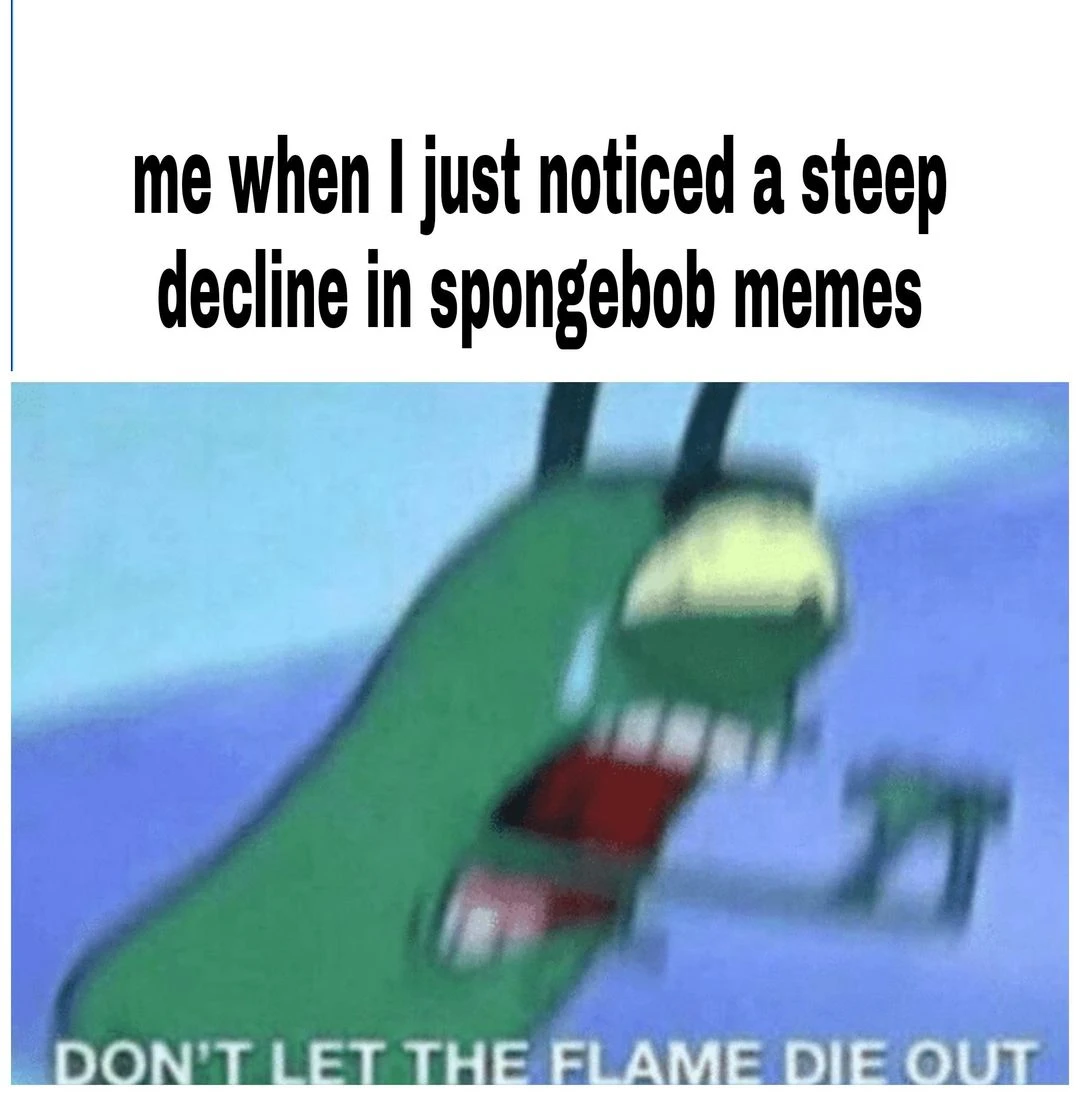 me when I just noticed a steep
decline in spongebob memes
DON'T LET THE FLAME DIE OUT